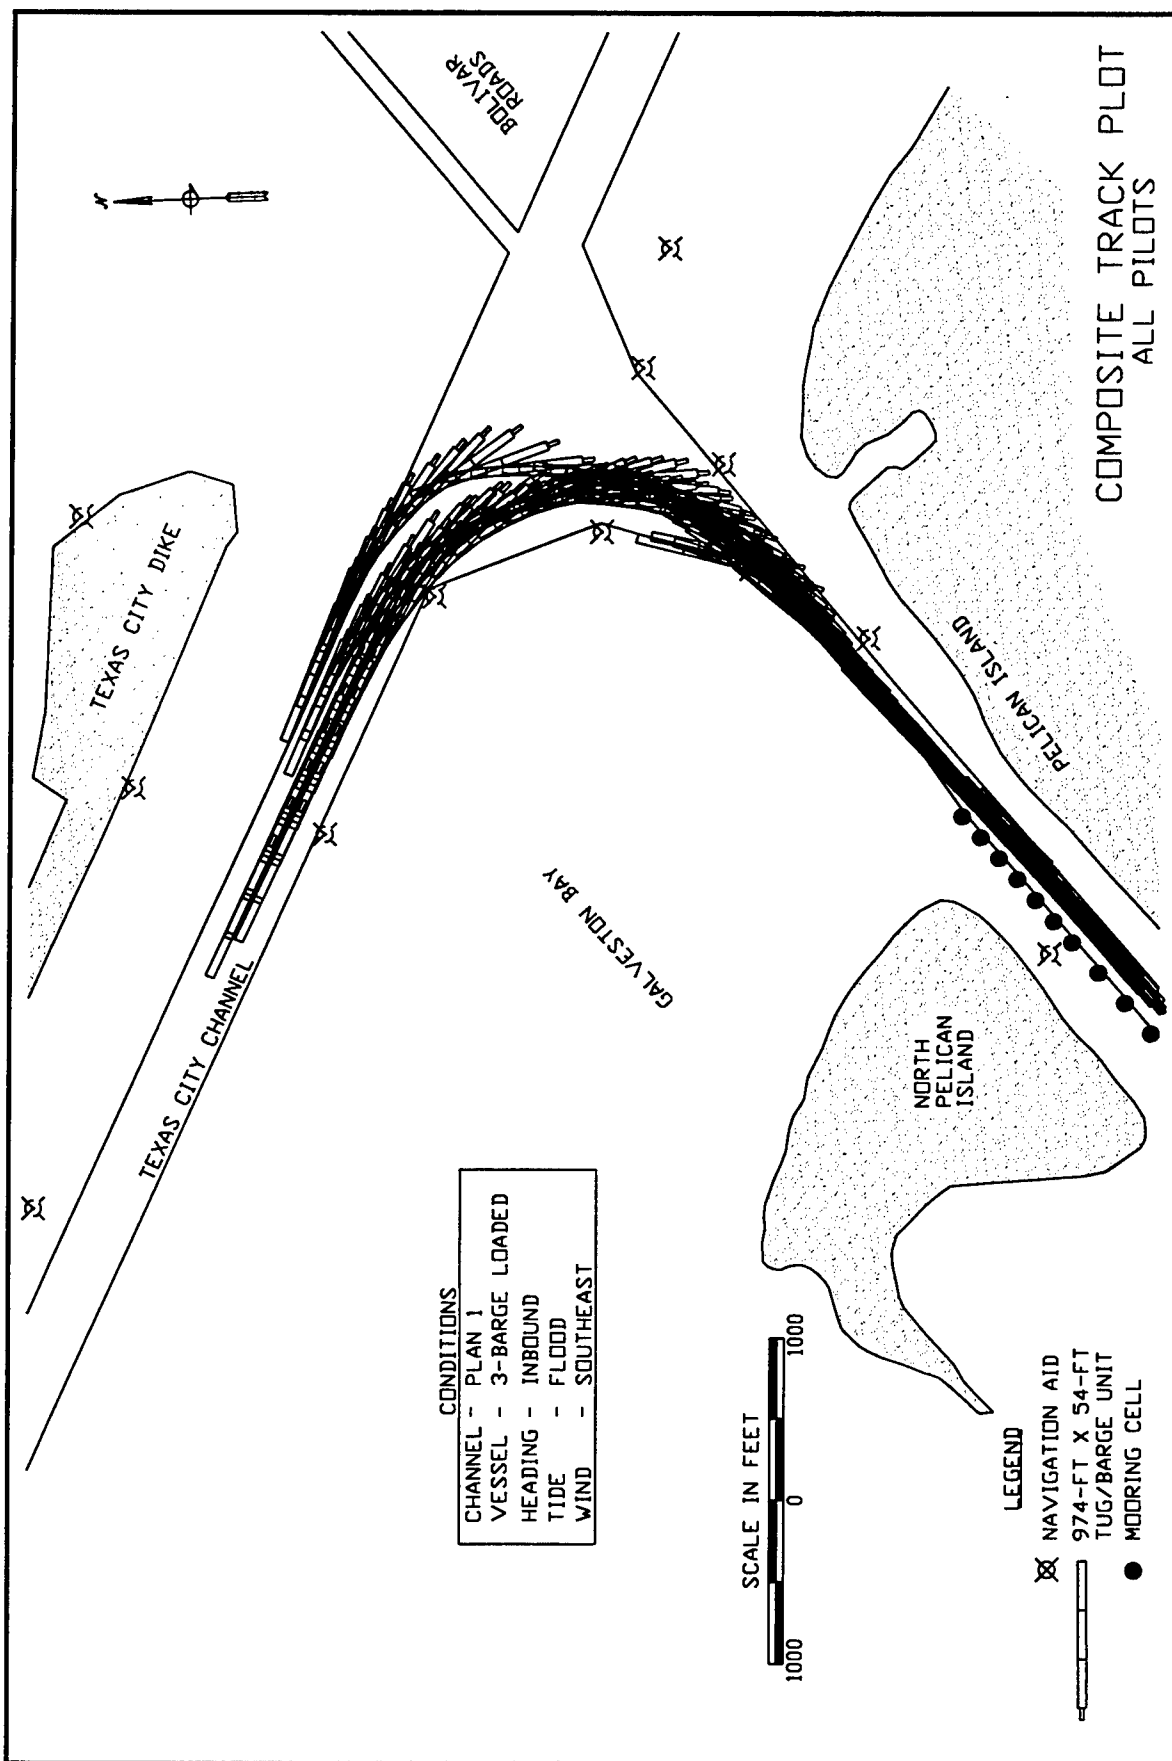 COMPOSITE TRACK PLOT
ALL PILOTS
BOLIVAR
ROADS
N
TEXAS CITY DIKE
TEXAS CITY CHANNEL
GALVESTON BAY
PELICAN ISLAND
NORTH
PELICAN
ISLAND
CONDITIONS
CHANNEL - PLAN 1
VESSEL - 3-BARGE LOADED
HEADING - INBOUND
TIDE - FLOOD
WIND - SOUTHEAST
SCALE IN FEET
1000 0 1000
LEGEND
NAVIGATION AID
974-FT X 54-FT
TUG/BARGE UNIT
MOORING CELL